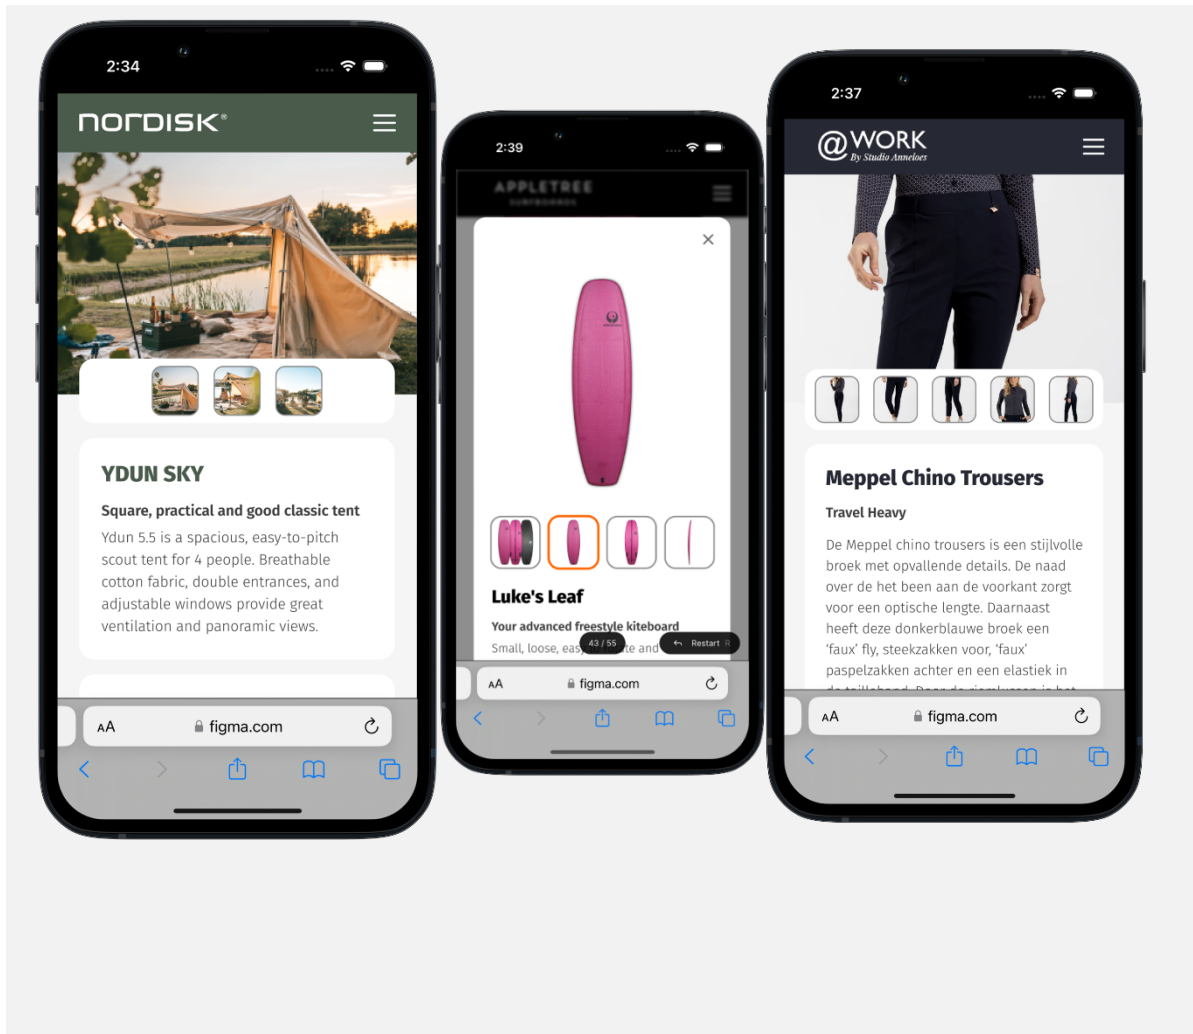 2:34
NORDISK®
YDUN SKY
Square, practical and good classic tent
Ydun 5.5 is a spacious, easy-to-pitch
scout tent for 4 people. Breathable
cotton fabric, double entrances, and
adjustable windows provide great
ventilation and panoramic views.
AA
figma.com
2:39
APPLETREE
SURFBOARDS
Luke's Leaf
Your advanced freestyle kiteboard
Small, loose, and
43 / 55
Restart R
AA
figma.com
2:37
@WORK
By Studio Anneloes
Meppel Chino Trousers
Travel Heavy
De Meppel chino trousers is een stijlvolle
broek met opvallende details. De naad
over de het been aan de voorkant zorgt
voor een optische lengte. Daarnaast
heeft deze donkerblauwe broek een
‘faux’ fly, steekzakken voor, ‘faux’
paspelzakken achter en een elastiek in
AA
figma.com